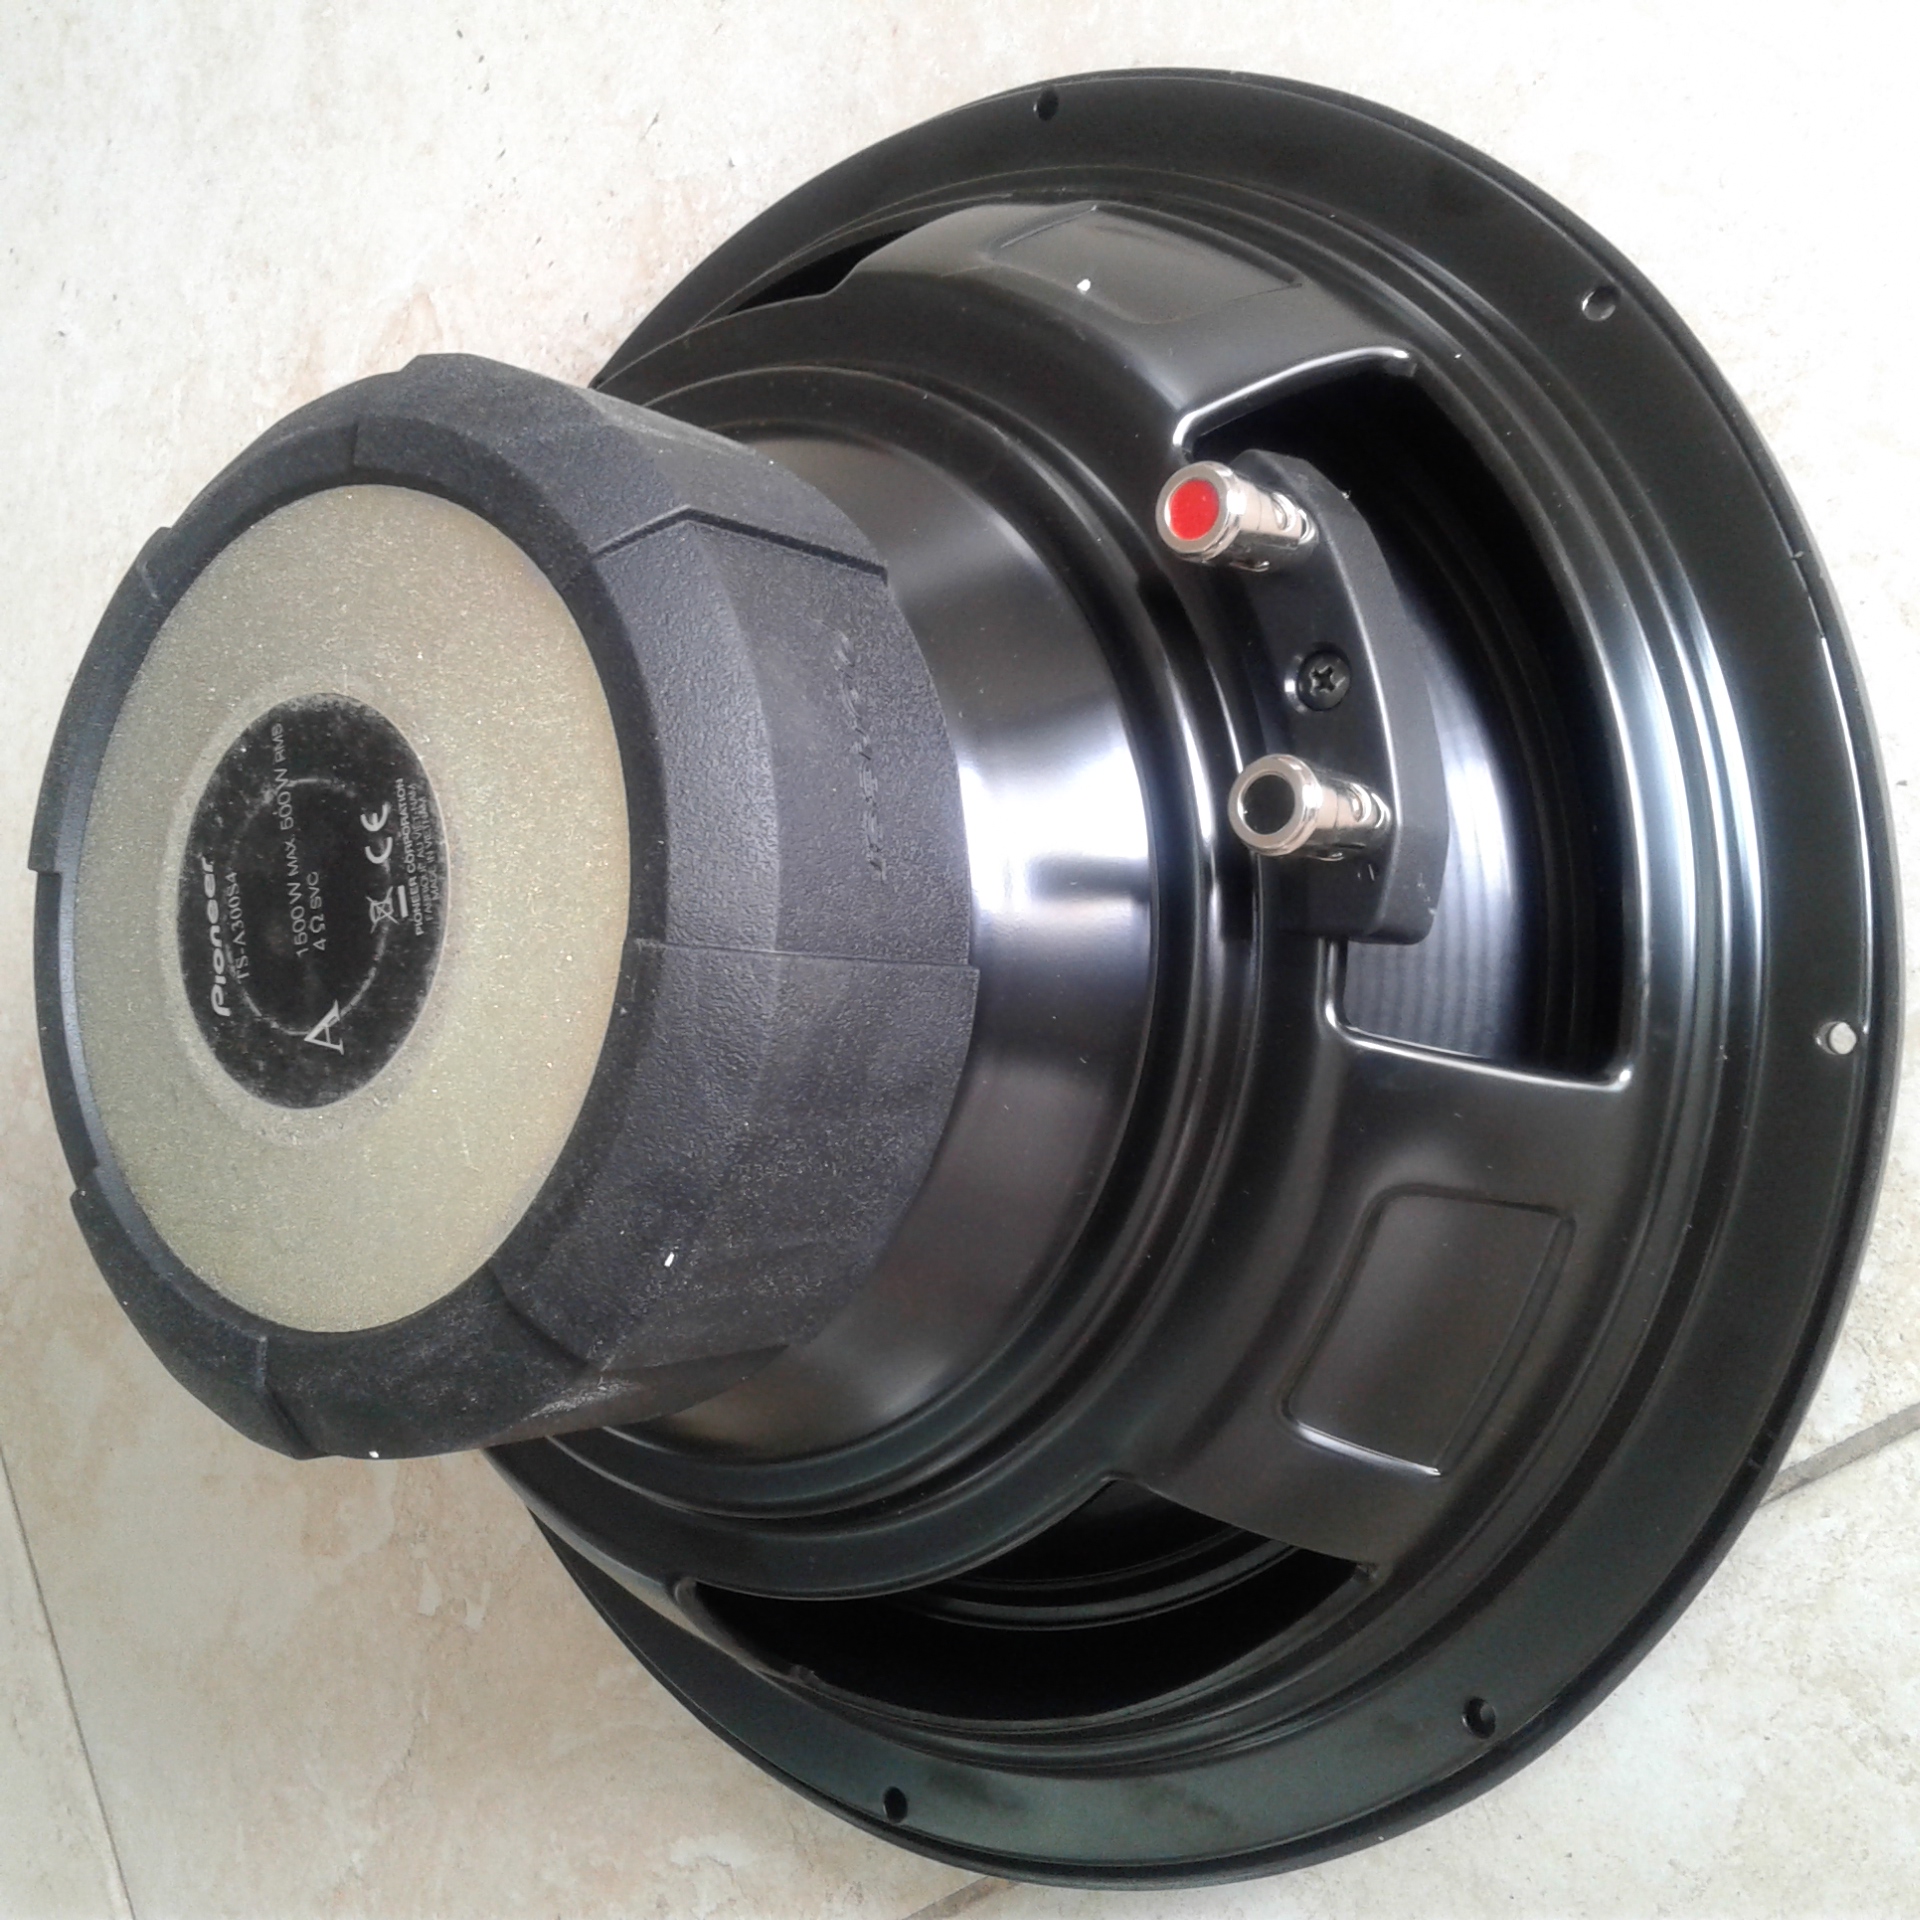 Pioneer
TS-A300S4
1500 W MAX. 500 W RMS
4 Ω SVC
A
CE
PIONEER CORPORATION
FABRIQUÉ AU VIET-NAM
MADE IN VIETNAM
Pioneer
-